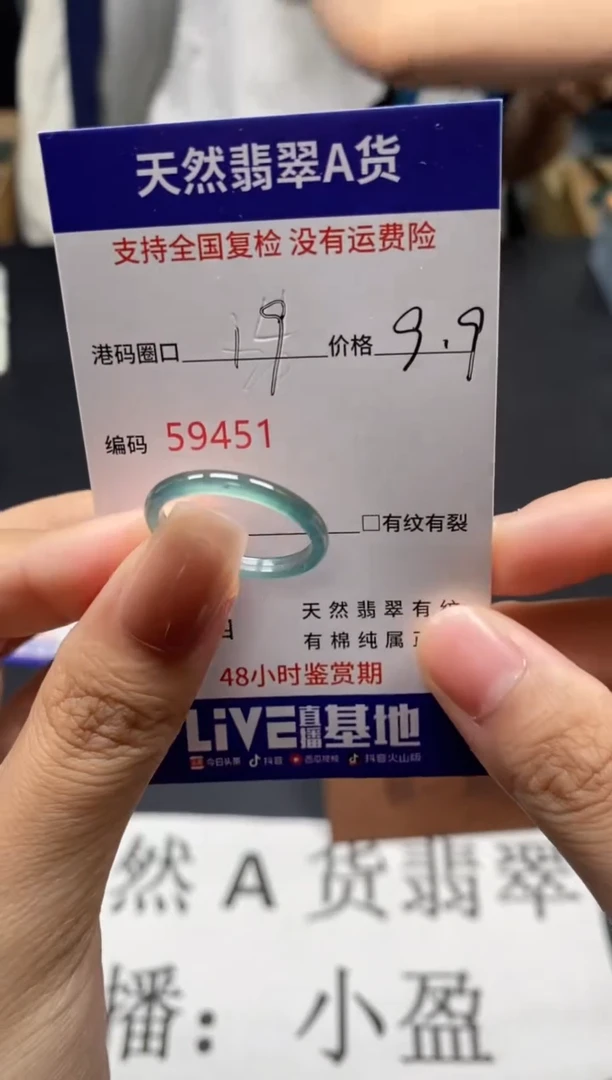 天然翡翠A货
支持全国复检 没有运费险
港码圈口 19 价格 9.9
编码 59451
□有纹有裂
天然翡翠有纹
有棉纯属正
48小时鉴赏期
LiVE直播基地
今日头条 抖音 西瓜视频 抖音火山版
然A货翡翠
播：小盈